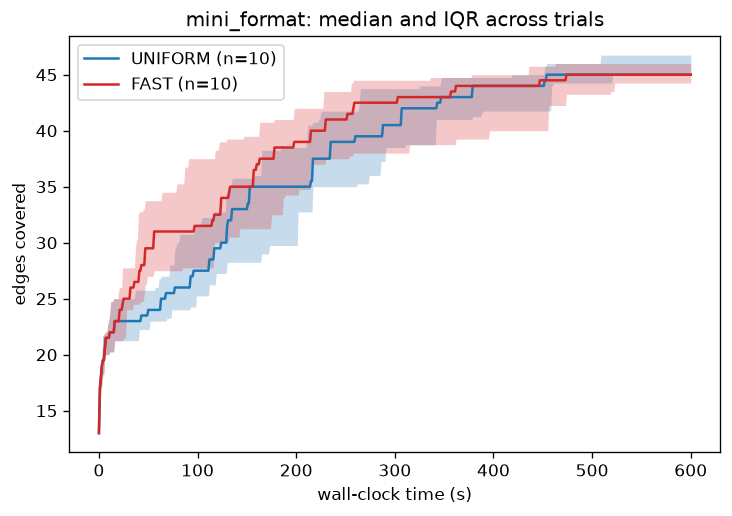 mini_format: median and IQR across trials
UNIFORM (n=10)
FAST (n=10)
edges covered
45
40
35
30
25
20
15
0 100 200 300 400 500 600
wall-clock time (s)